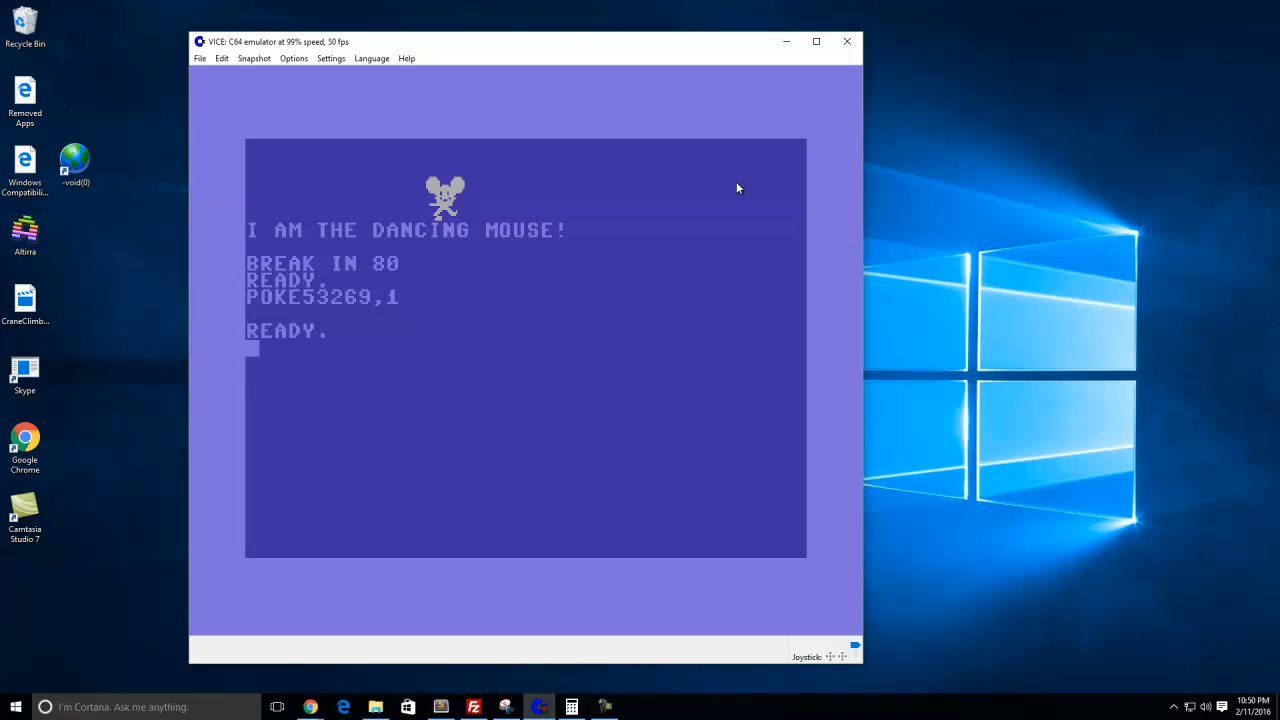 Recycle Bin
Removed
Apps
Windows
Compatibili...
-void(0)
Altirra
CraneClimb...
Skype
Google
Chrome
Camtasia
Studio 7
VICE: C64 emulator at 99% speed, 50 fps
File Edit Snapshot Options Settings Language Help
I AM THE DANCING MOUSE!
BREAK IN 80
READY.
POKE53269,1
READY.
Joystick:
I'm Cortana. Ask me anything.
10:50 PM
2/11/2016